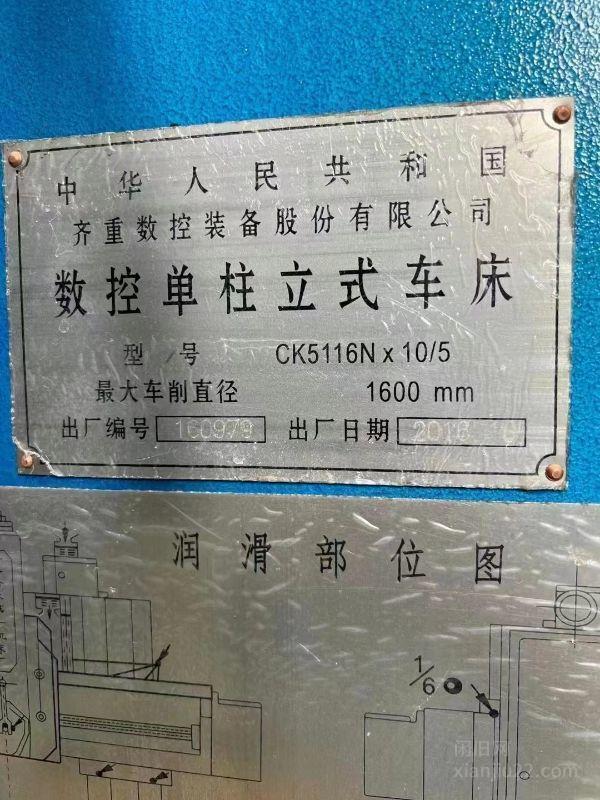 中华人民共和国
齐重数控装备股份有限公司
数控单柱立式车床
型号 CK5116N x 10/5
最大车削直径 1600 mm
出厂编号 160979 出厂日期 2016
润滑部位图
1/6
闲旧网
xianjiu22.com